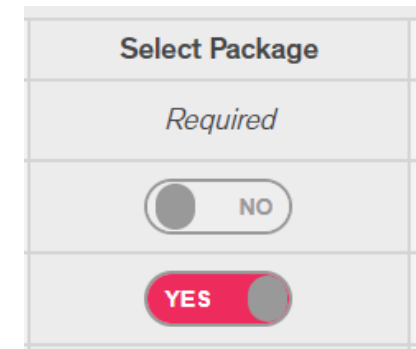 Select Package
Required
NO
YES